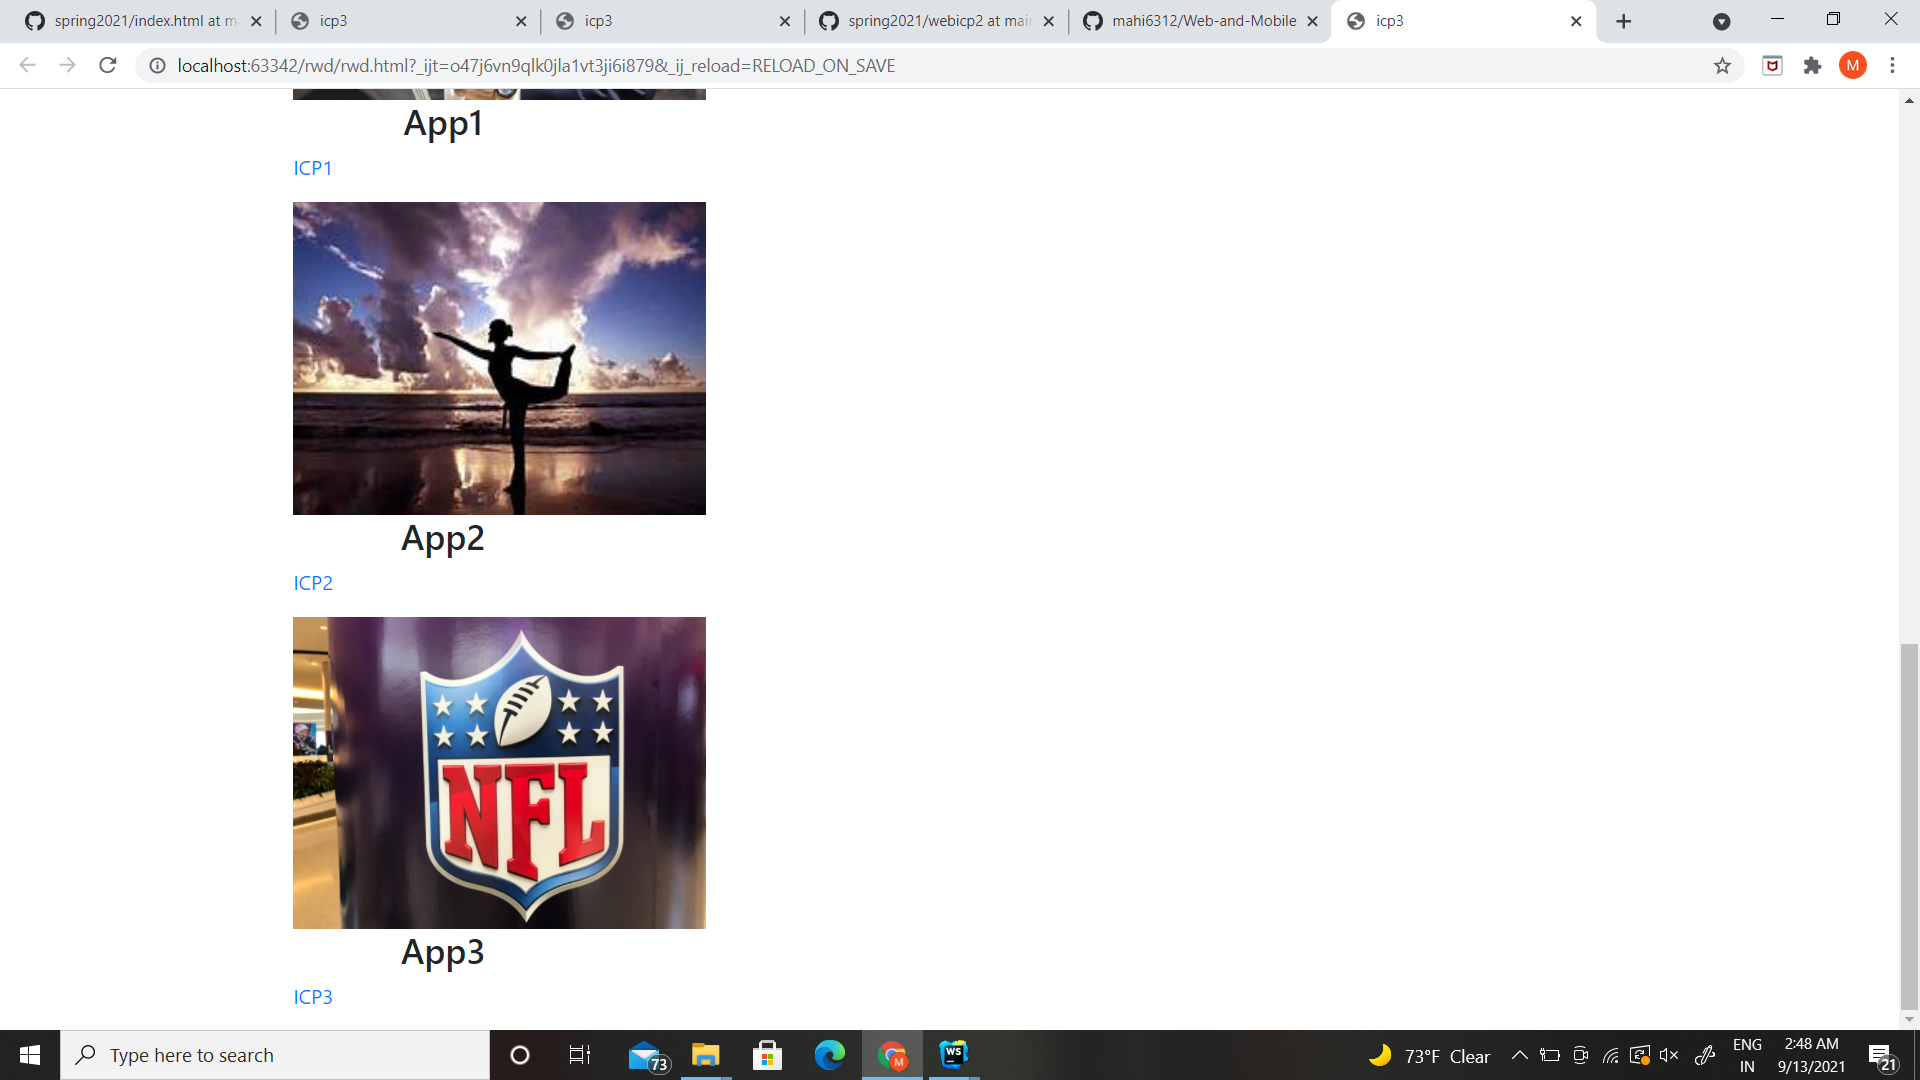 spring2021/index.html at ma
icp3
icp3
spring2021/webicp2 at main
mahi6312/Web-and-Mobile
icp3
localhost:63342/rwd/rwd.html?_ijt=o47j6vn9qlk0jla1vt3ji6i879&_ij_reload=RELOAD_ON_SAVE
M
App1
ICP1
App2
ICP2
NFL
App3
ICP3
Type here to search
73
M
WS
73°F Clear
ENG
IN
2:48 AM
9/13/2021
21